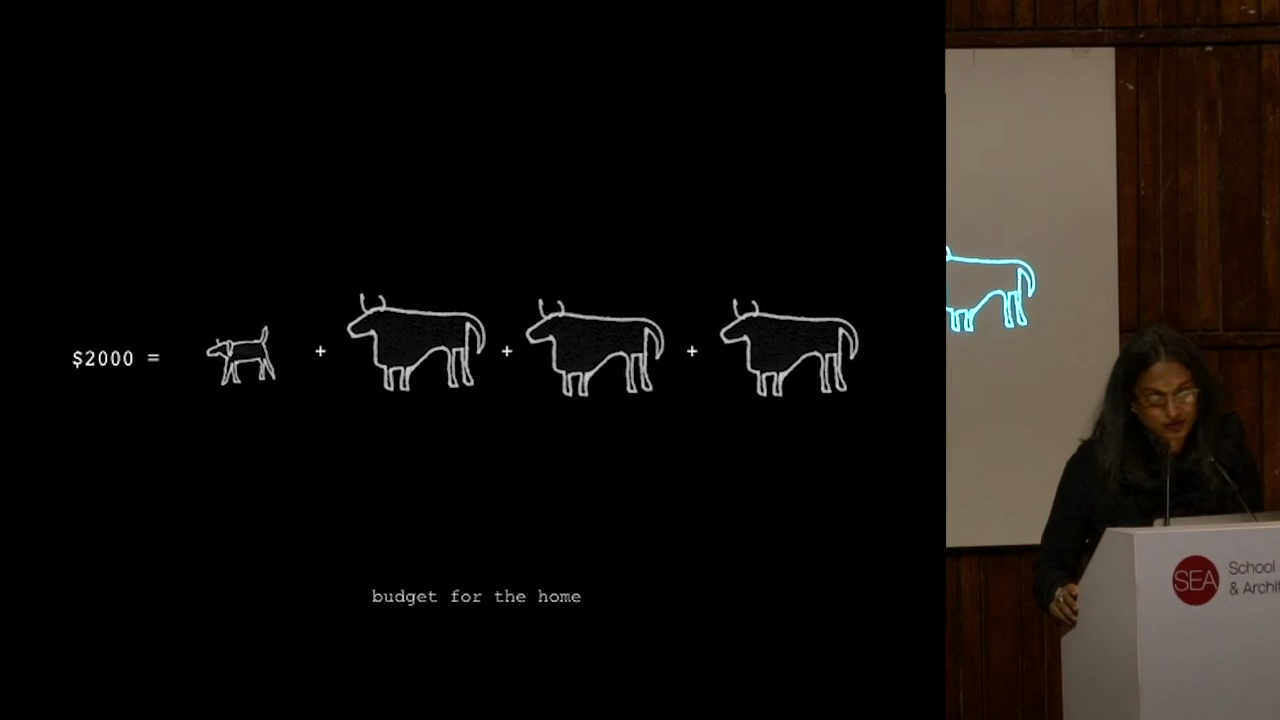 $2000 = + + +
budget for the home
SEA
School
& Archit